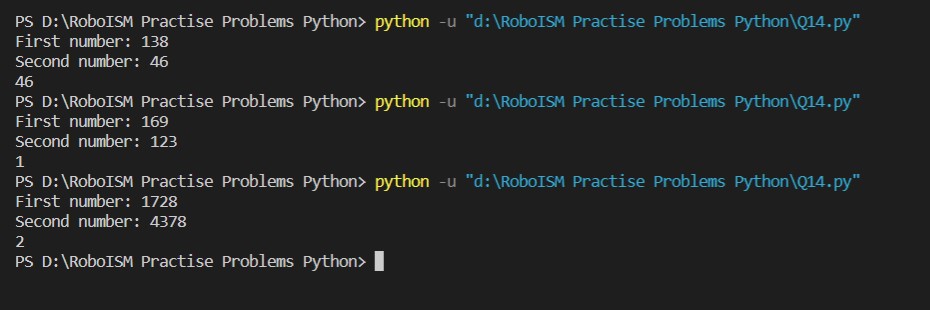 PS D:\RoboISM Practise Problems Python> python -u "d:\RoboISM Practise Problems Python\Q14.py"
First number: 138
Second number: 46
46
PS D:\RoboISM Practise Problems Python> python -u "d:\RoboISM Practise Problems Python\Q14.py"
First number: 169
Second number: 123
1
PS D:\RoboISM Practise Problems Python> python -u "d:\RoboISM Practise Problems Python\Q14.py"
First number: 1728
Second number: 4378
2
PS D:\RoboISM Practise Problems Python>